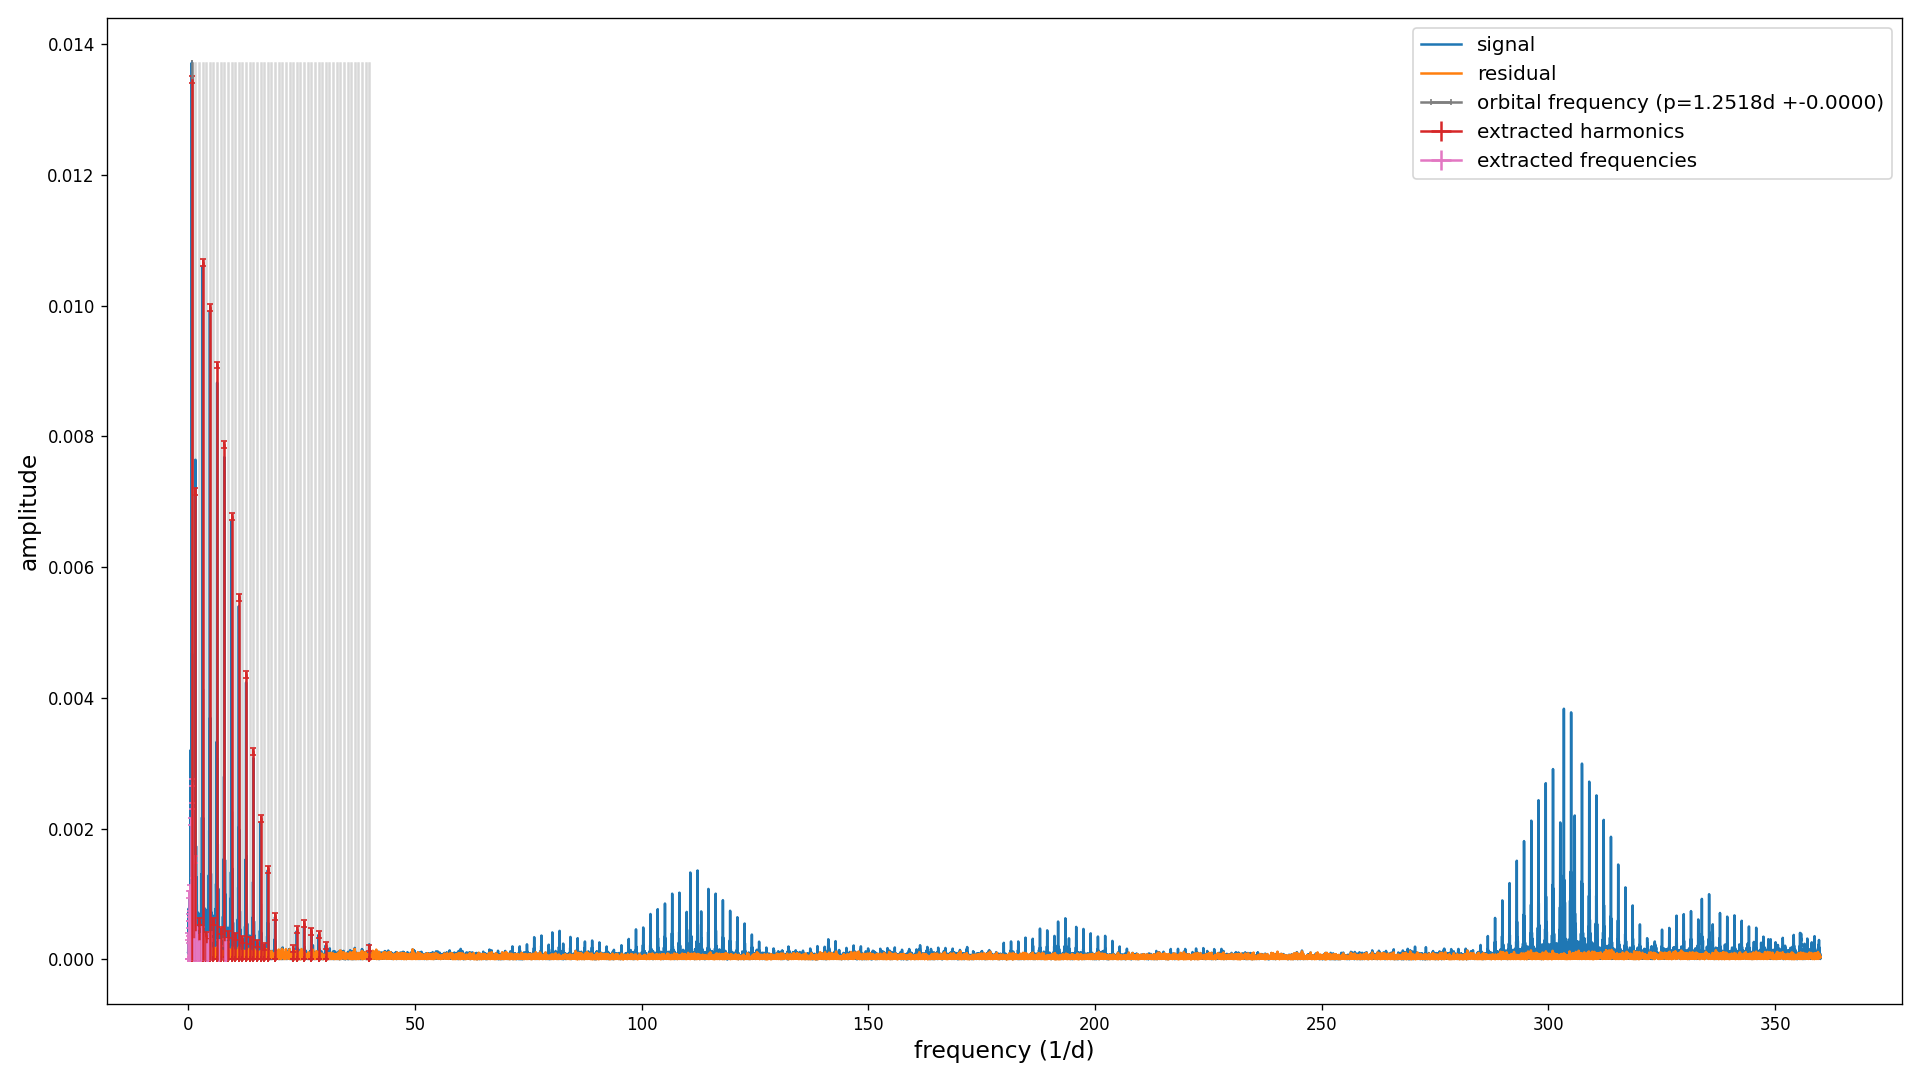 signal
residual
orbital frequency (p=1.2518d +-0.0000)
extracted harmonics
extracted frequencies
amplitude
0.014
0.012
0.010
0.008
0.006
0.004
0.002
0.000
0 50 100 150 200 250 300 350
frequency (1/d)